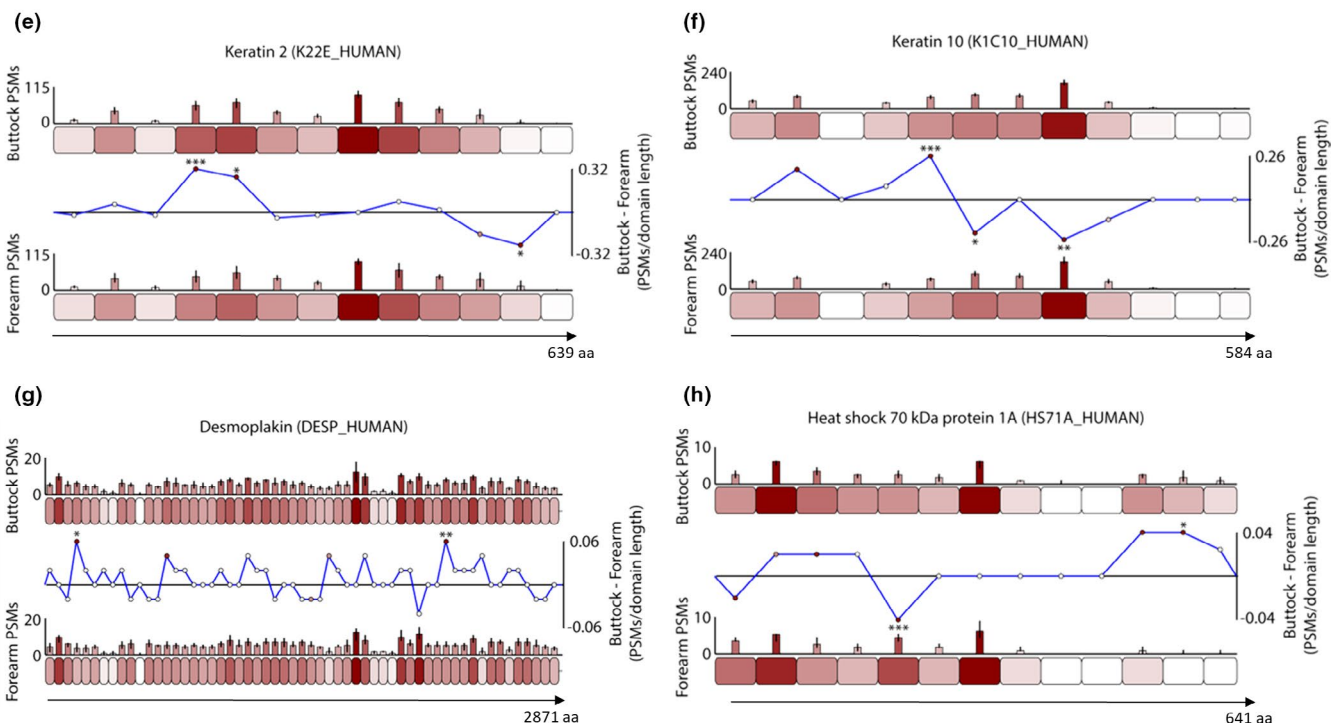 (e)
Keratin 2 (K22E_HUMAN)
Buttock PSMs
115
0
***
*
*
0.32
-0.32
Buttock - Forearm
(PSMs/domain length)
Forearm PSMs
115
0
639 aa
(f)
Keratin 10 (K1C10_HUMAN)
Buttock PSMs
240
0
***
*
**
0.26
-0.26
Buttock - Forearm
(PSMs/domain length)
Forearm PSMs
240
0
584 aa
(g)
Desmoplakin (DESP_HUMAN)
Buttock PSMs
20
0
*
**
0.06
-0.06
Buttock - Forearm
(PSMs/domain length)
Forearm PSMs
20
0
2871 aa
(h)
Heat shock 70 kDa protein 1A (HS71A_HUMAN)
Buttock PSMs
10
0
*
***
0.04
-0.04
Buttock - Forearm
(PSMs/domain length)
Forearm PSMs
10
0
641 aa